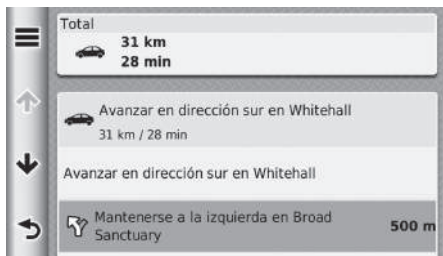 Total
31 km
28 min
Avanzar en dirección sur en Whitehall
31 km / 28 min
Avanzar en dirección sur en Whitehall
Mantenerse a la izquierda en Broad
Sanctuary
500 m